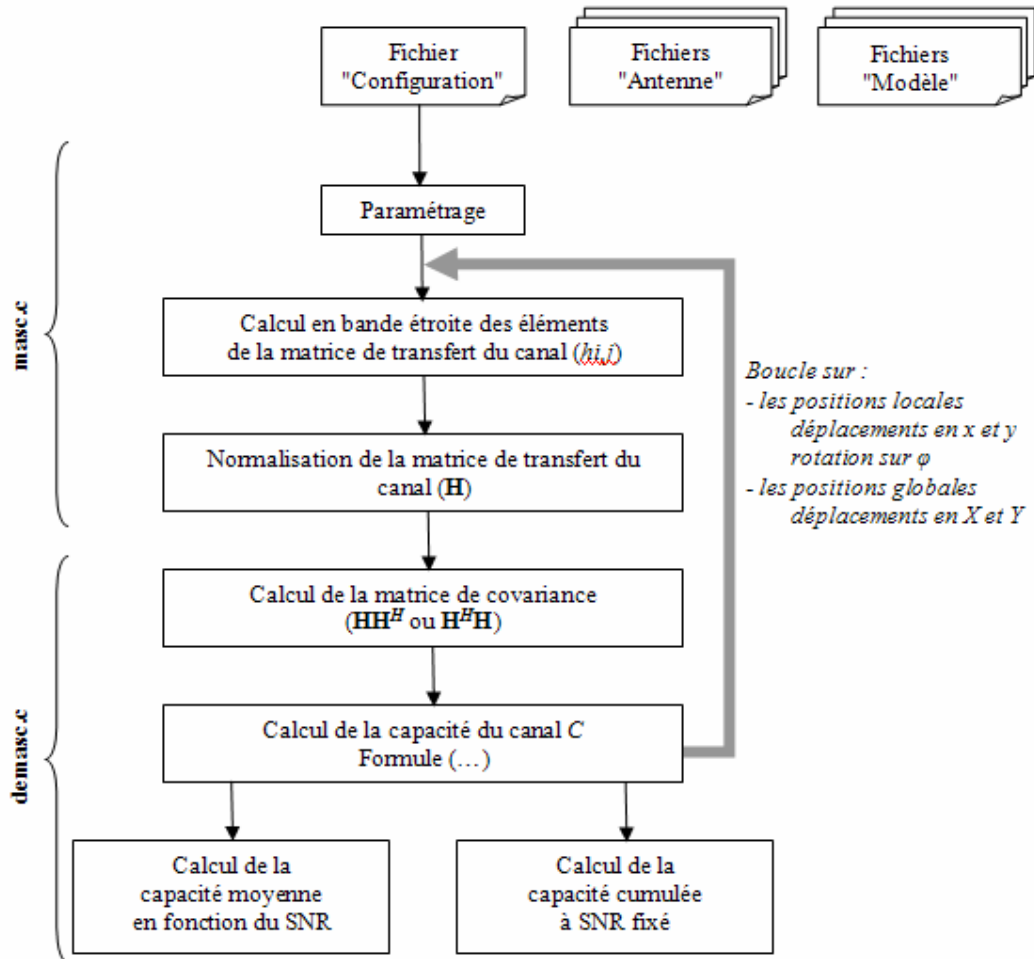 Fichier
"Configuration"
Fichiers
"Antenne"
Fichiers
"Modèle"
masc.c
Paramétrage
Calcul en bande étroite des éléments
de la matrice de transfert du canal (hi,j)
Normalisation de la matrice de transfert du
canal (H)
Boucle sur :
- les positions locales
déplacements en x et y
rotation sur φ
- les positions globales
déplacements en X et Y
demasc.c
Calcul de la matrice de covariance
(HHᴴ ou HᴴH)
Calcul de la capacité du canal C
Formule (…)
Calcul de la
capacité moyenne
en fonction du SNR
Calcul de la
capacité cumulée
à SNR fixé